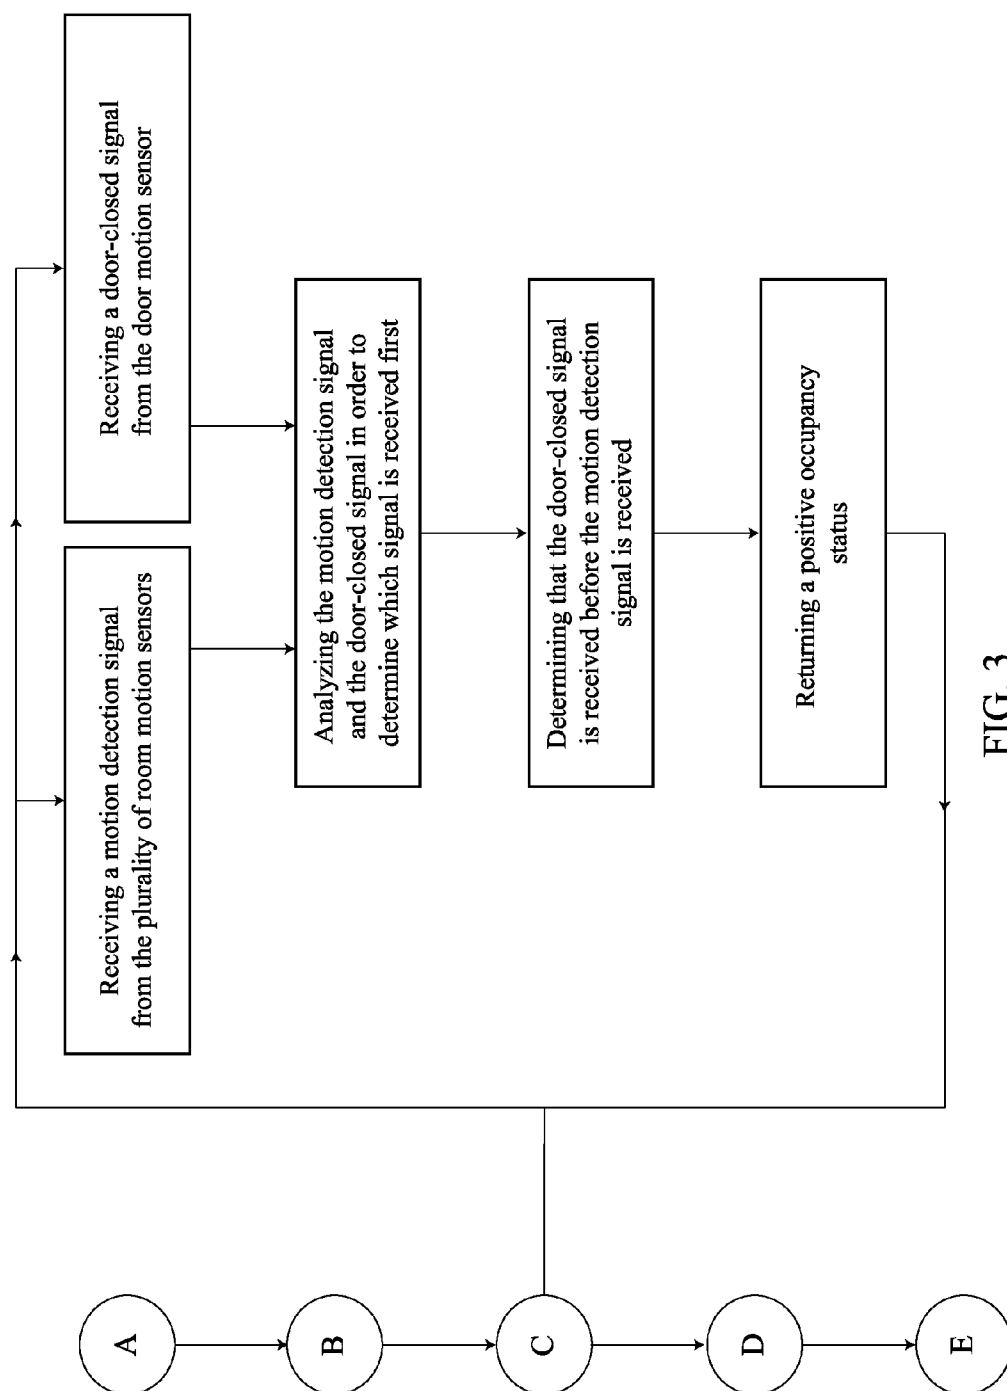 A
B
C
D
E
Receiving a motion detection signal
from the plurality of room motion sensors
Receiving a door-closed signal
from the door motion sensor
Analyzing the motion detection signal
and the door-closed signal in order to
determine which signal is received first
Determining that the door-closed signal
is received before the motion detection
signal is received
Returning a positive occupancy
status
FIG. 3